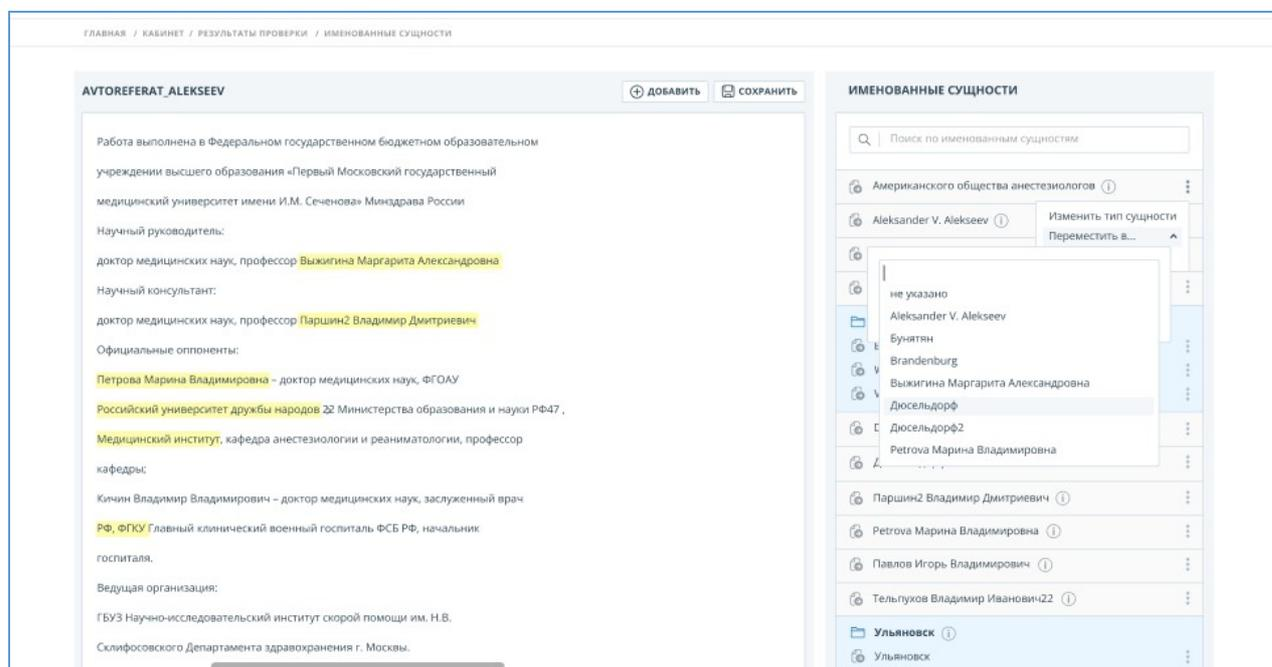 ГЛАВНАЯ / КАБИНЕТ / РЕЗУЛЬТАТЫ ПРОВЕРКИ / ИМЕНОВАННЫЕ СУЩНОСТИ
AVTOREFERAT_ALEKSEEV
ДОБАВИТЬ
СОХРАНИТЬ
Работа выполнена в Федеральном государственном бюджетном образовательном
учреждении высшего образования «Первый Московский государственный
медицинский университет имени И.М. Сеченова» Минздрава России
Научный руководитель:
доктор медицинских наук, профессор Выжигина Маргарита Александровна
Научный консультант:
доктор медицинских наук, профессор Паршин2 Владимир Дмитриевич
Официальные оппоненты:
Петрова Марина Владимировна – доктор медицинских наук, ФГОАУ
Российский университет дружбы народов 22 Министерства образования и науки РФ47 ,
Медицинский институт, кафедра анестезиологии и реаниматологии, профессор
кафедры;
Кичин Владимир Владимирович – доктор медицинских наук, заслуженный врач
РФ, ФГКУ Главный клинический военный госпиталь ФСБ РФ, начальник
госпиталя.
Ведущая организация:
ГБУЗ Научно-исследовательский институт скорой помощи им. Н.В.
Склифосовского Департамента здравохранения г. Москвы.
ИМЕНОВАННЫЕ СУЩНОСТИ
Поиск по именованным сущностям
Американского общества анестезиологов
Aleksander V. Alekseev
Изменить тип сущности
Переместить в...
не указано
Aleksander V. Alekseev
Бунятян
Brandenburg
Выжигина Маргарита Александровна
Дюсельдорф
Дюсельдорф2
Petrova Марина Владимировна
Паршин2 Владимир Дмитриевич
Petrova Марина Владимировна
Павлов Игорь Владимирович
Тельпухов Владимир Иванович22
Ульяновск
Ульяновск